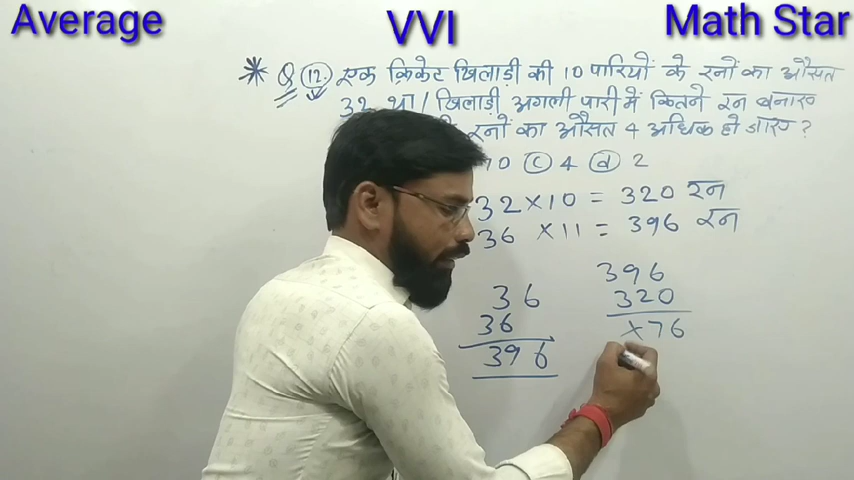 Average VVI Math Star
* Q 12. एक क्रिकेट खिलाड़ी की 10 पारियों के रनों का औसत
32 था। खिलाड़ी अगली पारी में कितने रन बनाए
रनों का औसत 4 अधिक हो जाए ?
10 (c) 4 (d) 2
32 × 10 = 320 रन
36 × 11 = 396 रन
36
36
396
396
320
×76